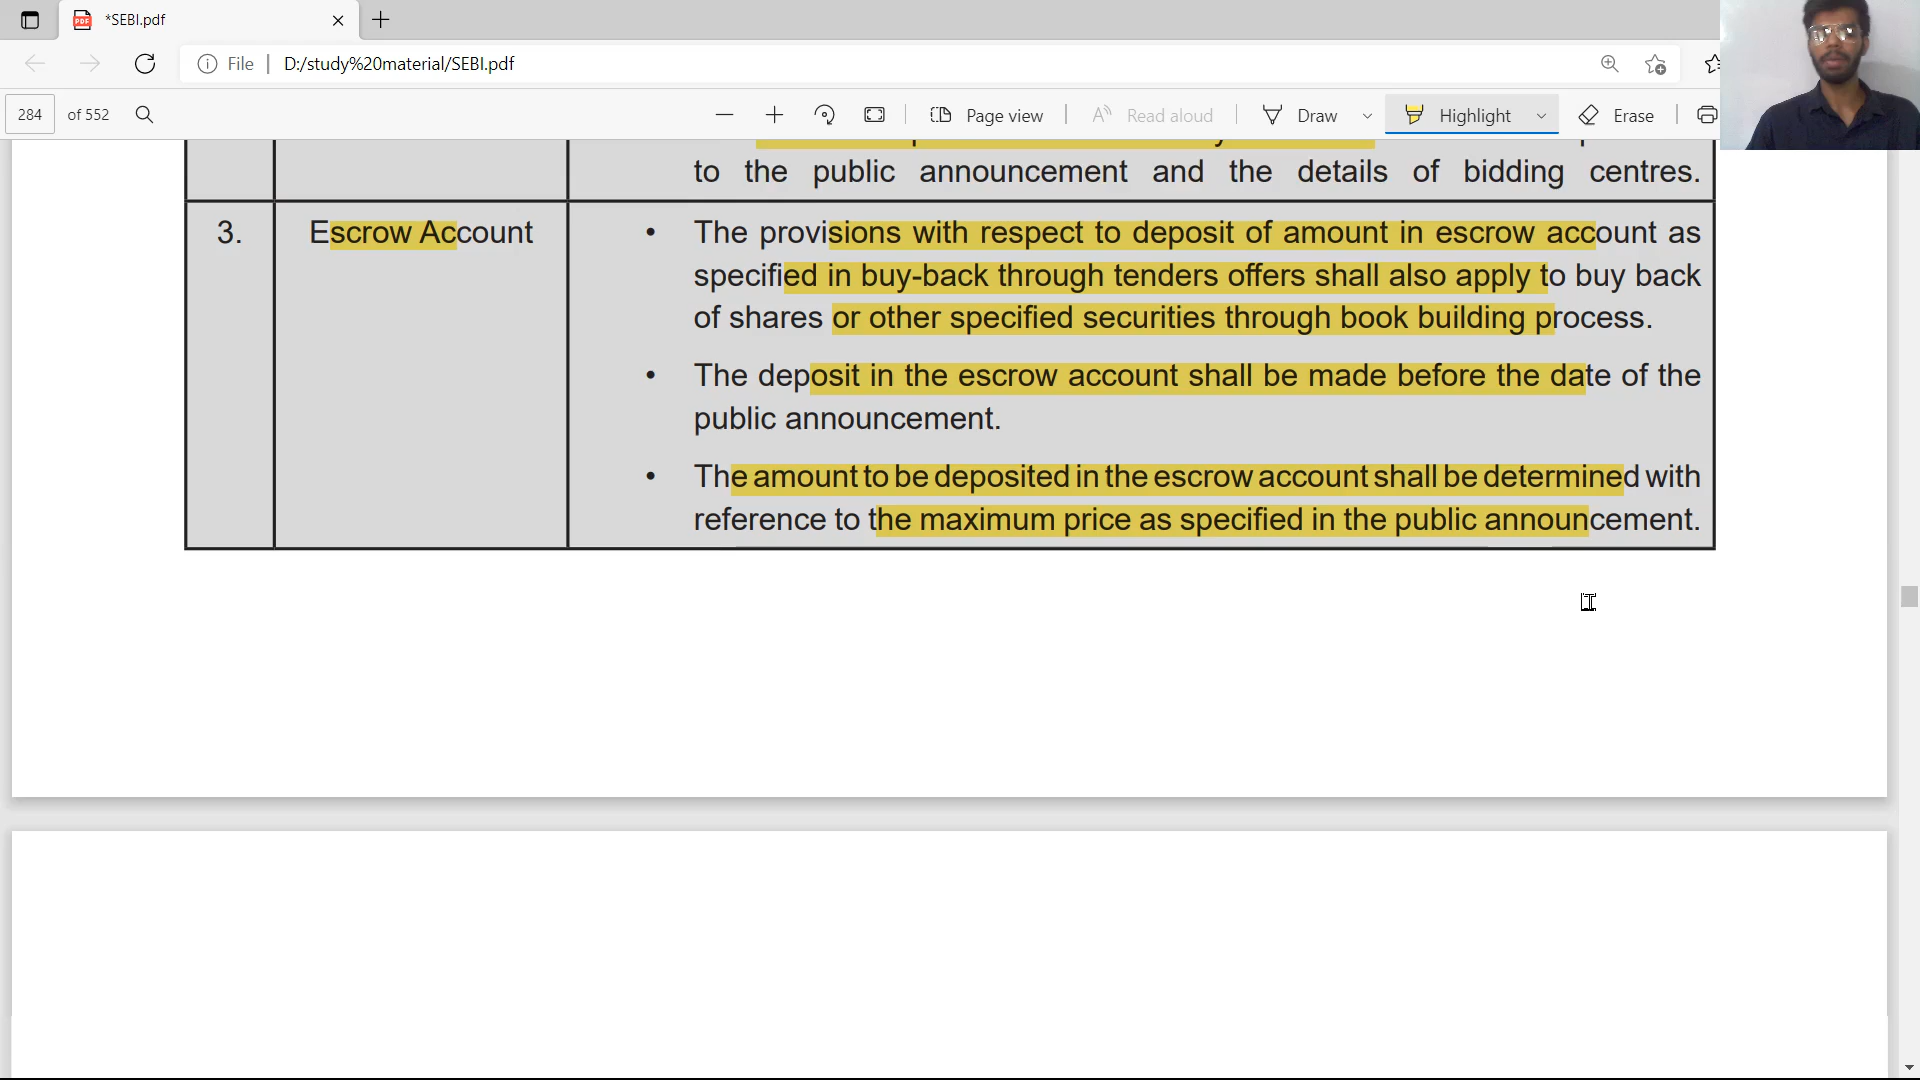 *SEBI.pdf
File D:/study%20material/SEBI.pdf
284 of 552 Page view Read aloud Draw Highlight Erase
to the public announcement and the details of bidding centres.
3. Escrow Account • The provisions with respect to deposit of amount in escrow account as
specified in buy-back through tenders offers shall also apply to buy back
of shares or other specified securities through book building process.
• The deposit in the escrow account shall be made before the date of the
public announcement.
• The amount to be deposited in the escrow account shall be determined with
reference to the maximum price as specified in the public announcement.